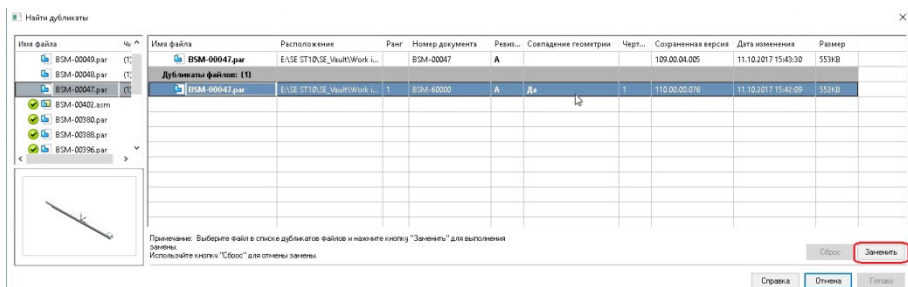 Найти дубликаты
Имя файла
BSM-00049.par (1)
BSM-00048.par (1)
BSM-00047.par (1)
BSM-00402.asm
BSM-00380.par
BSM-00388.par
BSM-00396.par
Имя файла Расположение Ранг Номер документа Ревиз... Совпадение геометрии Черт... Сохраненная версия Дата изменения Размер
BSM-00047.par E:\SE ST10\SE_Vault\Work i... BSM-00047 A 109.00.04.005 11.10.2017 15:43:30 553KB
Дубликаты файлов: (1)
BSM-00047.par E:\SE ST10\SE_Vault\Work i... 1 BSM-60000 A Да 1 110.00.00.076 11.10.2017 15:42:09 552KB
Примечание: Выберите файл в списке дубликатов файлов и нажмите кнопку "Заменить" для выполнения
замены.
Используйте кнопку "Сброс" для отмены замены.
Сброс Заменить
Справка Отмена Готово